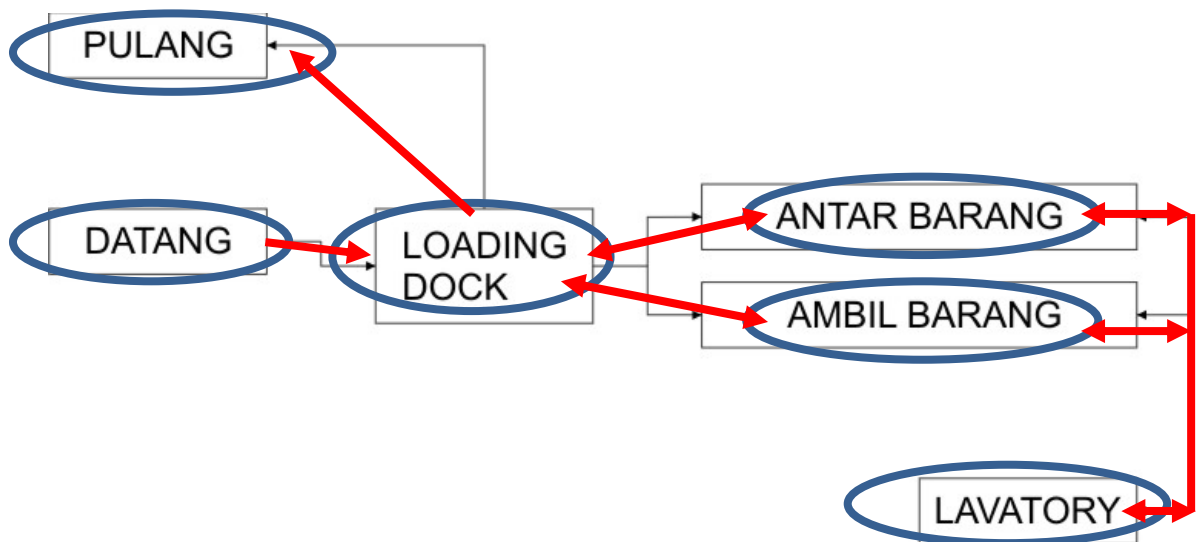 PULANG
DATANG
LOADING
DOCK
ANTAR BARANG
AMBIL BARANG
LAVATORY